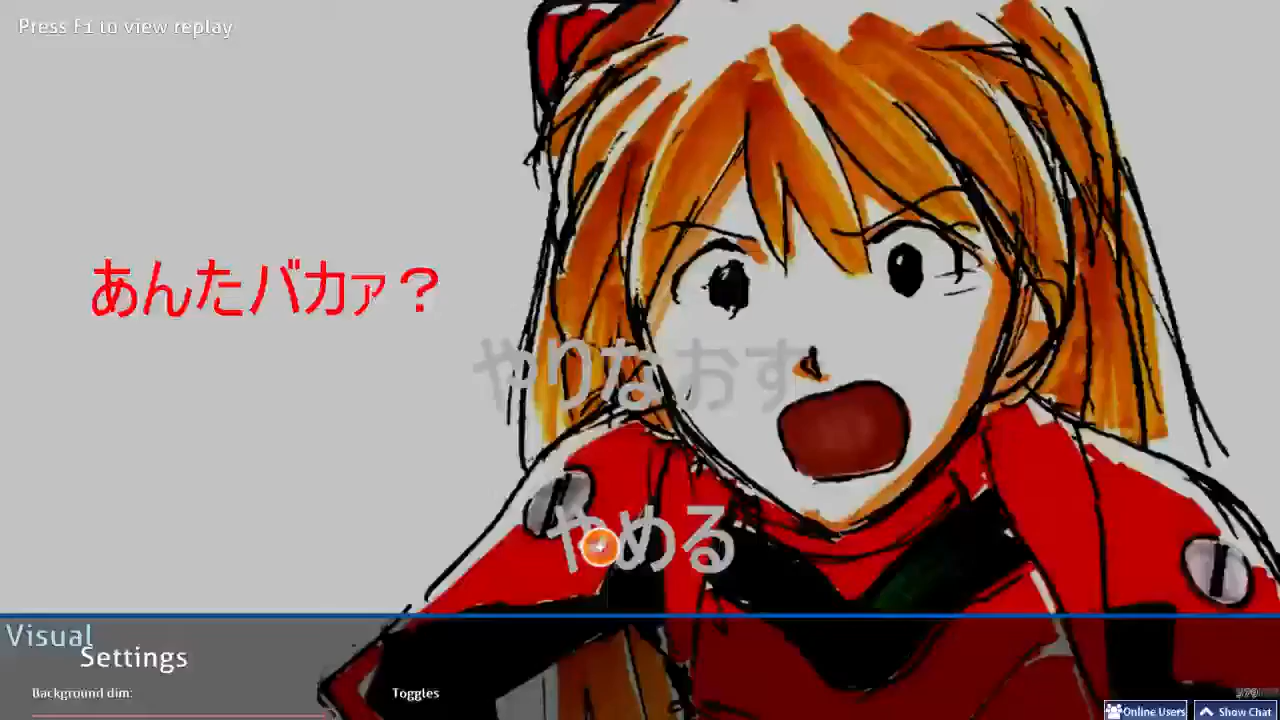 Press F1 to view replay
あんたバカァ？
やりなおす
やめる
Visual
Settings
Background dim:
Toggles
Online Users
Show Chat